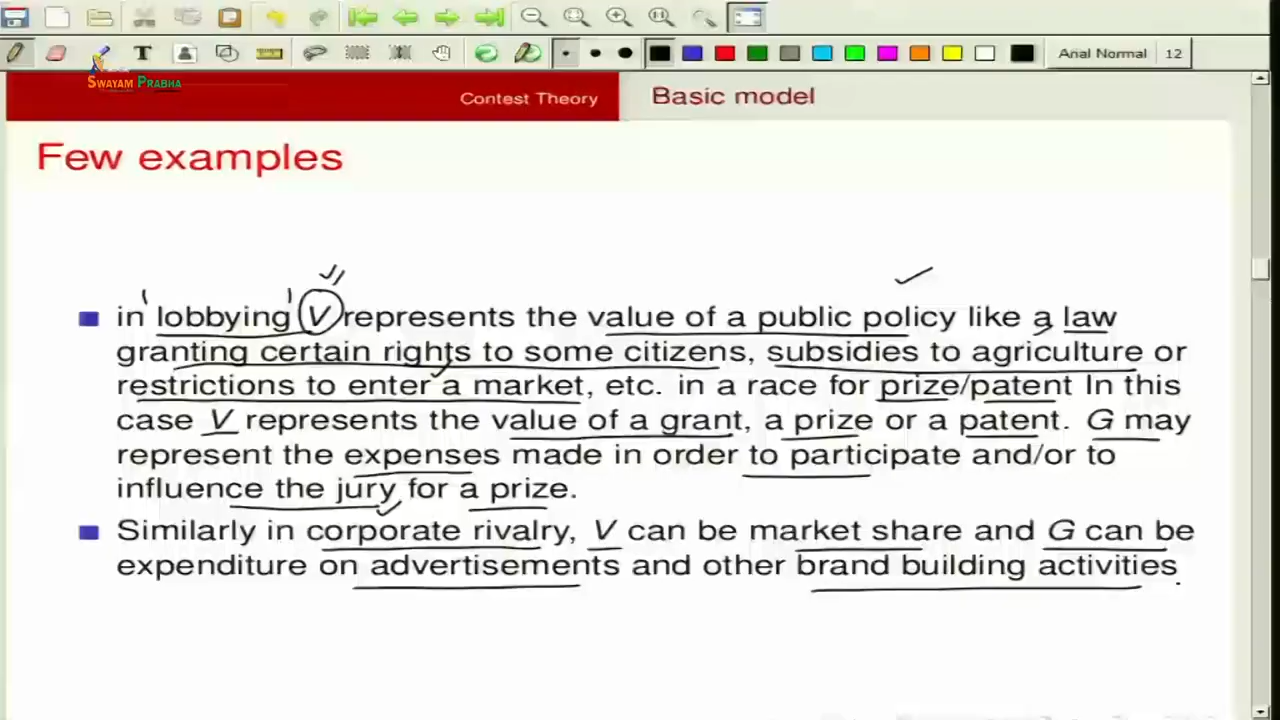 T
Arial Normal 12
SWAYAM PRABHA
Contest Theory Basic model
Few examples
in lobbying V represents the value of a public policy like a law
granting certain rights to some citizens, subsidies to agriculture or
restrictions to enter a market, etc. in a race for prize/patent In this
case V represents the value of a grant, a prize or a patent. G may
represent the expenses made in order to participate and/or to
influence the jury for a prize.
Similarly in corporate rivalry, V can be market share and G can be
expenditure on advertisements and other brand building activities